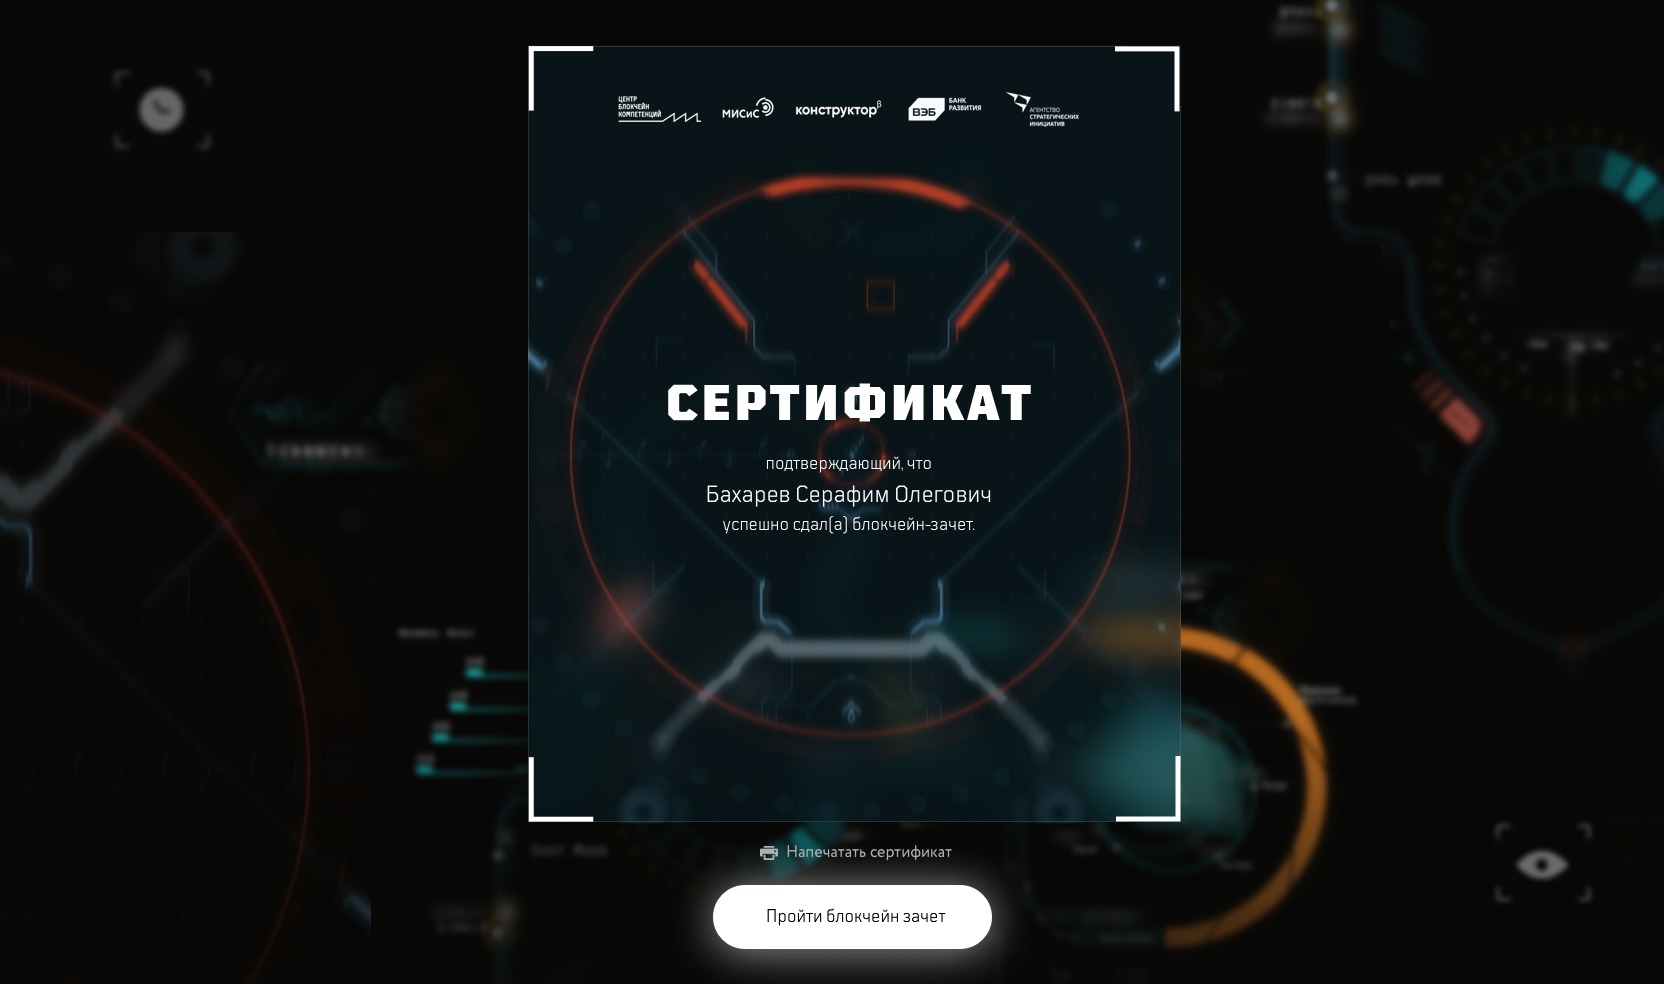 ЦЕНТР
БЛОКЧЕЙН
КОМПЕТЕНЦИЙ
МИСиС
конструктор β
ВЭБ
БАНК
РАЗВИТИЯ
АГЕНТСТВО
СТРАТЕГИЧЕСКИХ
ИНИЦИАТИВ
СЕРТИФИКАТ
подтверждающий, что
Бахарев Серафим Олегович
успешно сдал(а) блокчейн-зачет.
Напечатать сертификат
Пройти блокчейн зачет